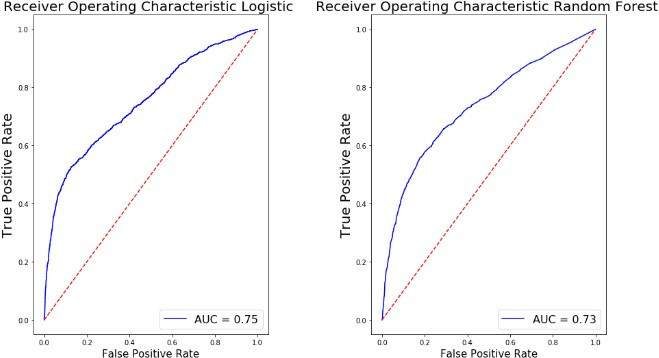 Receiver Operating Characteristic Logistic
True Positive Rate
1.0
0.8
0.6
0.4
0.2
0.0
0.0 0.2 0.4 0.6 0.8 1.0
False Positive Rate
AUC = 0.75
Receiver Operating Characteristic Random Forest
True Positive Rate
1.0
0.8
0.6
0.4
0.2
0.0
0.0 0.2 0.4 0.6 0.8 1.0
False Positive Rate
AUC = 0.73